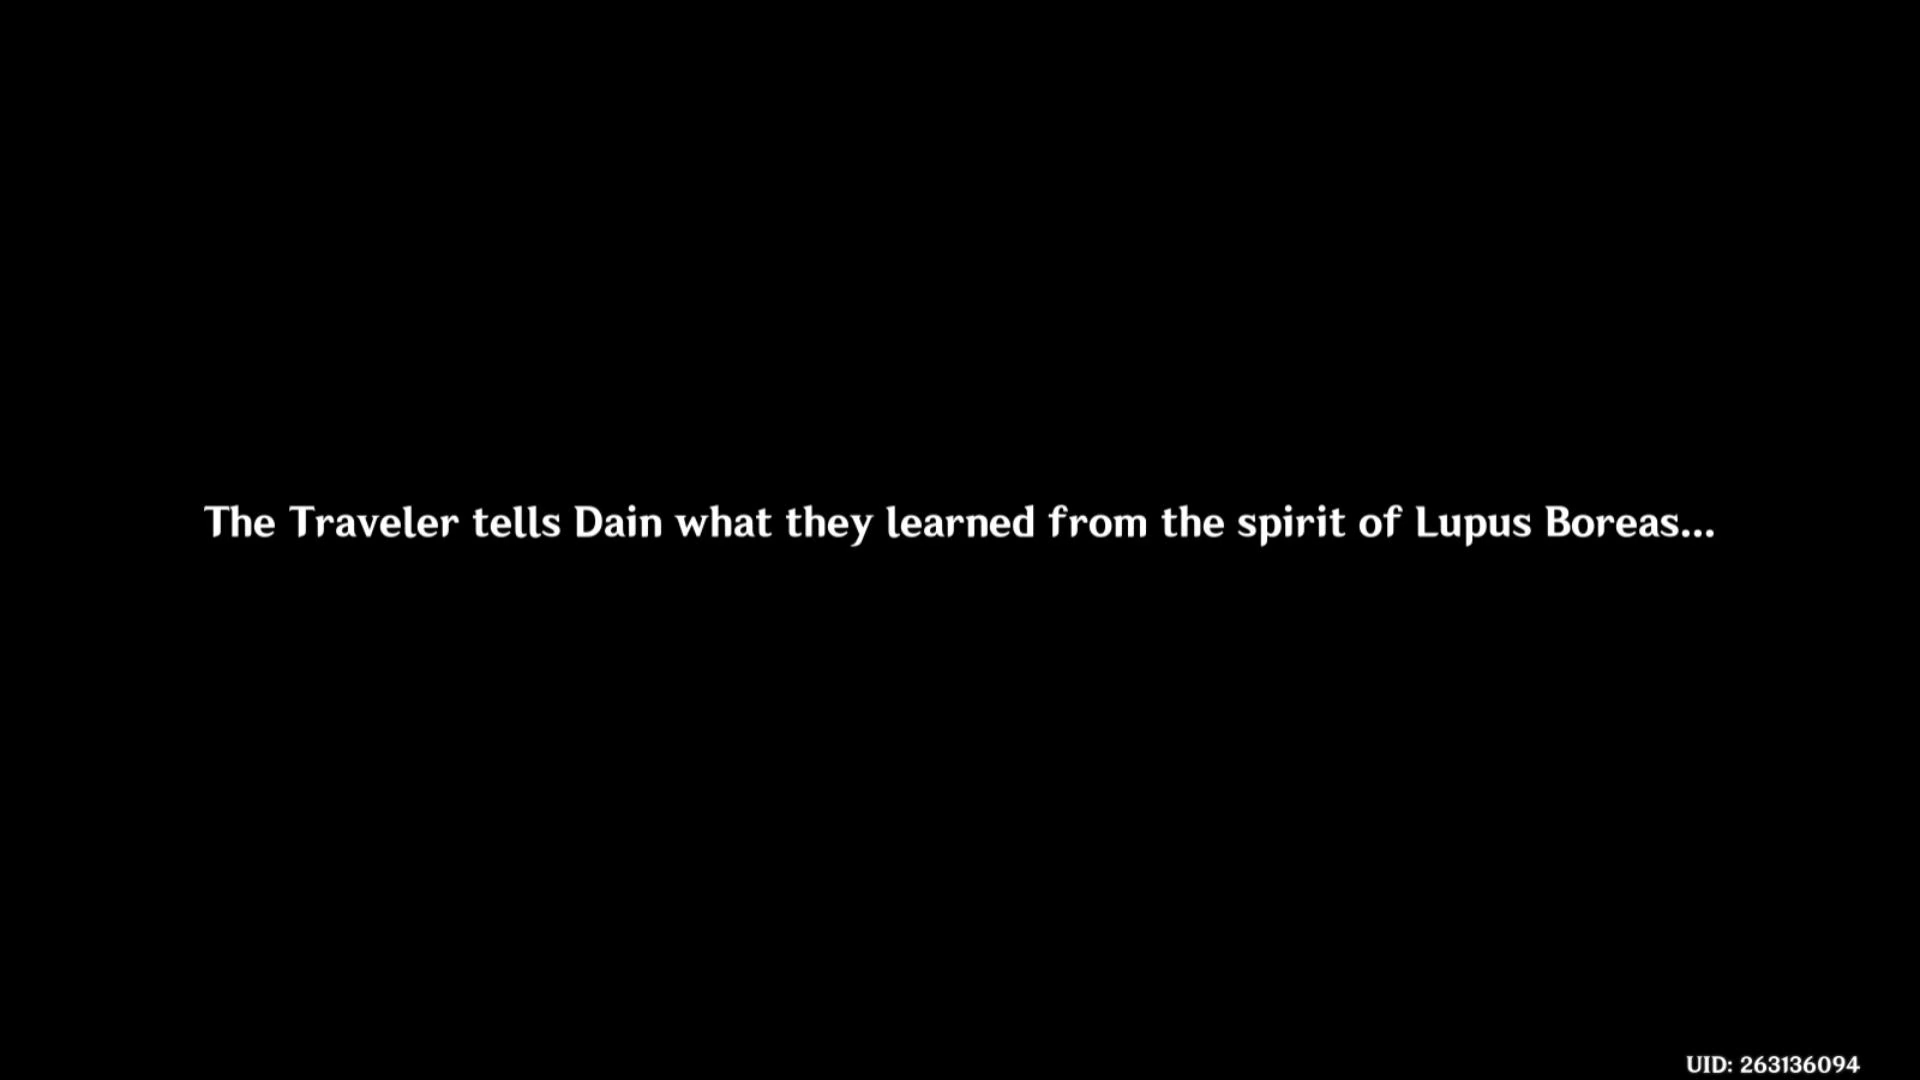 The Traveler tells Dain what they learned from the spirit of Lupus Boreas...
UID: 263136094